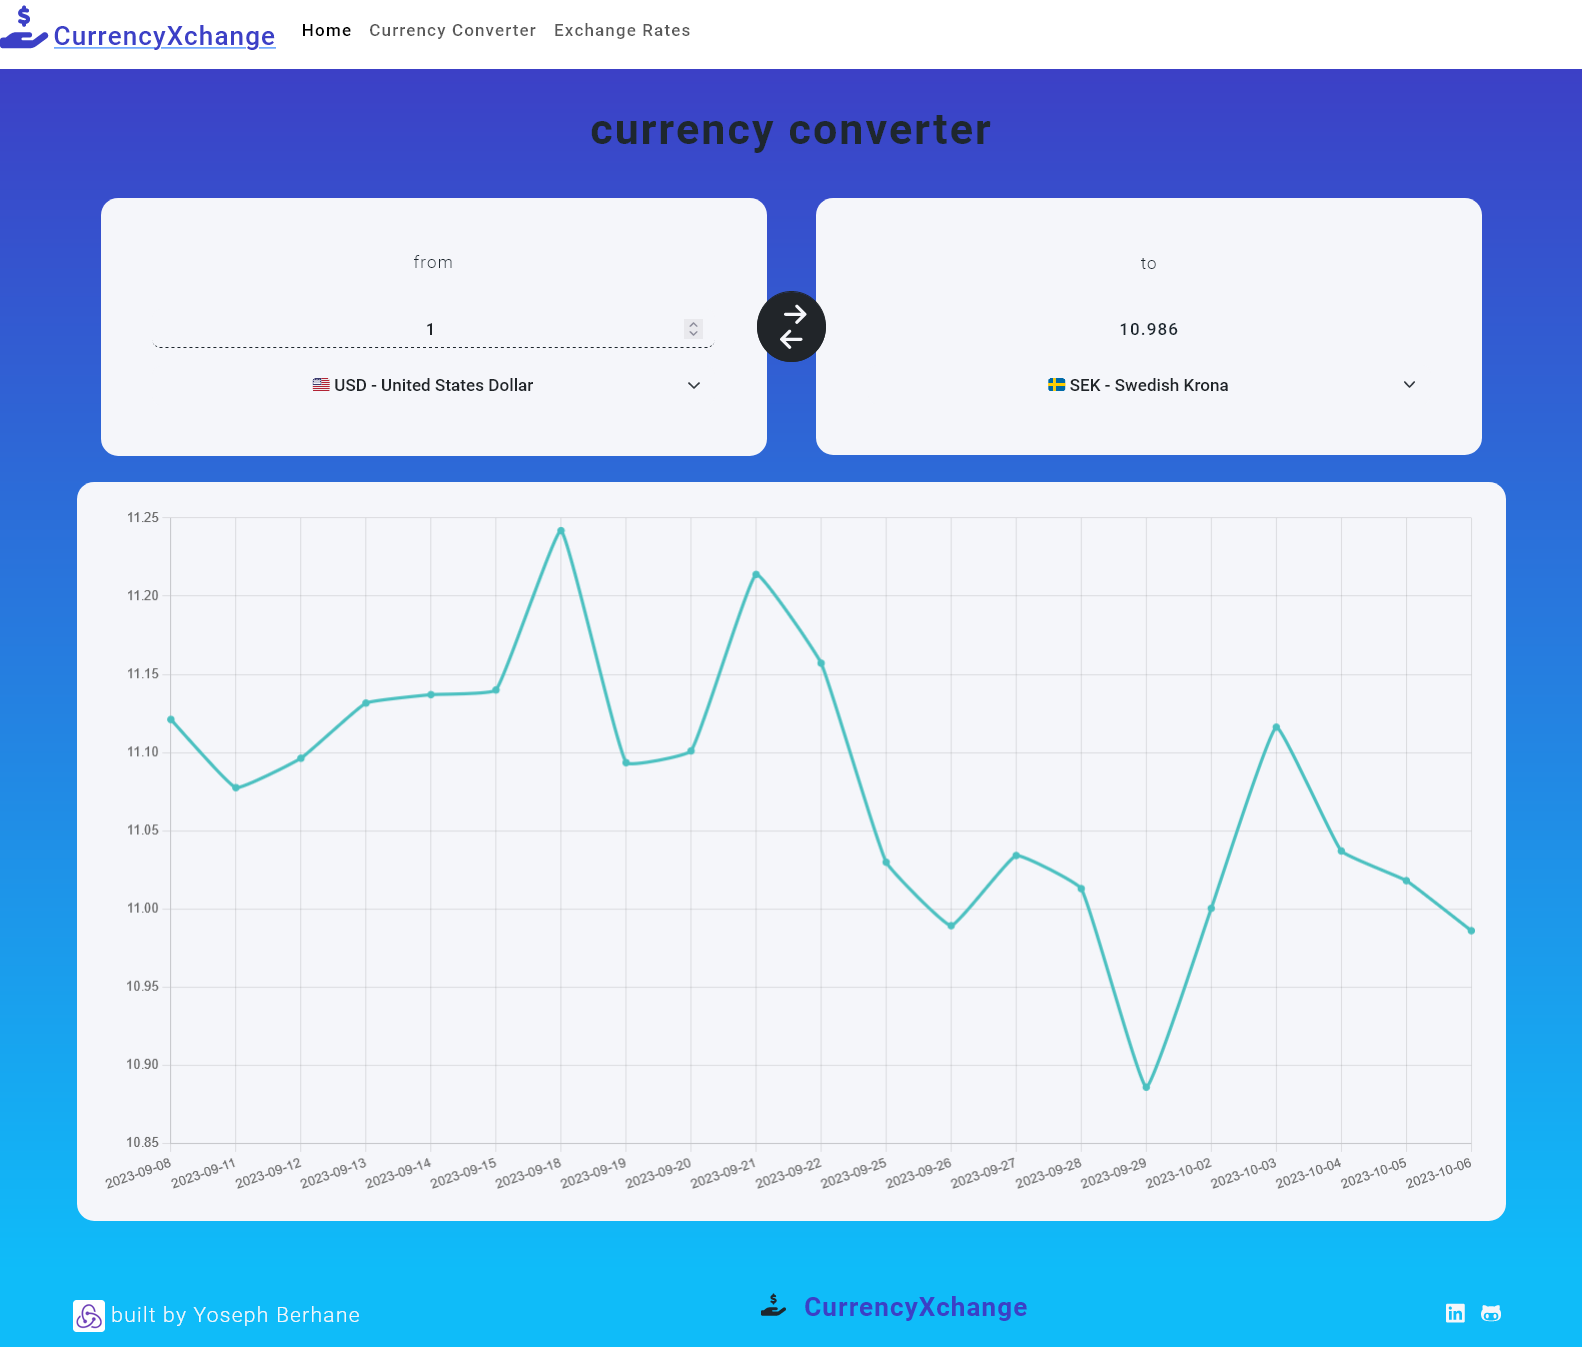 CurrencyXchange Home Currency Converter Exchange Rates
currency converter
from
1
USD - United States Dollar
to
10.986
SEK - Swedish Krona
11.25
11.20
11.15
11.10
11.05
11.00
10.95
10.90
10.85
2023-09-08 2023-09-11 2023-09-12 2023-09-13 2023-09-14 2023-09-15 2023-09-18 2023-09-19 2023-09-20 2023-09-21 2023-09-22 2023-09-25 2023-09-26 2023-09-27 2023-09-28 2023-09-29 2023-10-02 2023-10-03 2023-10-04 2023-10-05 2023-10-06
built by Yoseph Berhane
CurrencyXchange